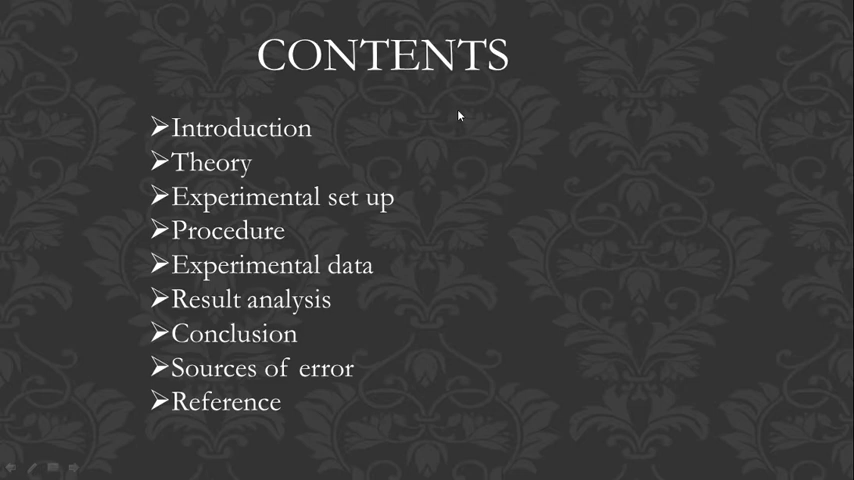 CONTENTS
➢Introduction
➢Theory
➢Experimental set up
➢Procedure
➢Experimental data
➢Result analysis
➢Conclusion
➢Sources of error
➢Reference